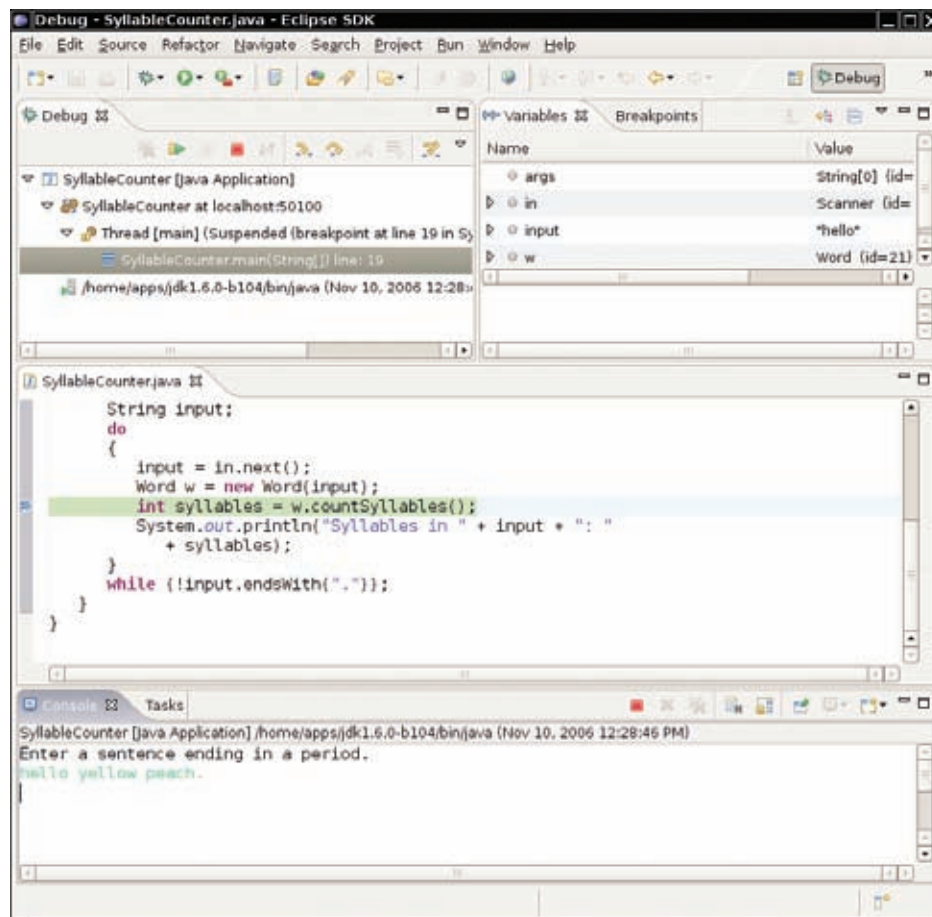 Debug - SyllableCounter.java - Eclipse SDK
File Edit Source Refactor Navigate Search Project Run Window Help
Debug »
Debug
Variables Breakpoints
Name Value
SyllableCounter [Java Application]
SyllableCounter at localhost:50100
Thread [main] (Suspended (breakpoint at line 19 in Sy
SyllableCounter.main(String[]) line: 19
/home/apps/jdk1.6.0-b104/bin/java (Nov 10, 2006 12:28:
args String[0] (id=
in Scanner (id=
input "hello"
w Word (id=21)
SyllableCounter.java
String input;
do
{
input = in.next();
Word w = new Word(input);
int syllables = w.countSyllables();
System.out.println("Syllables in " + input + ": "
+ syllables);
}
while (!input.endsWith("."));
}
}
Console Tasks
SyllableCounter [Java Application] /home/apps/jdk1.6.0-b104/bin/java (Nov 10, 2006 12:28:46 PM)
Enter a sentence ending in a period.
hello yellow peach.